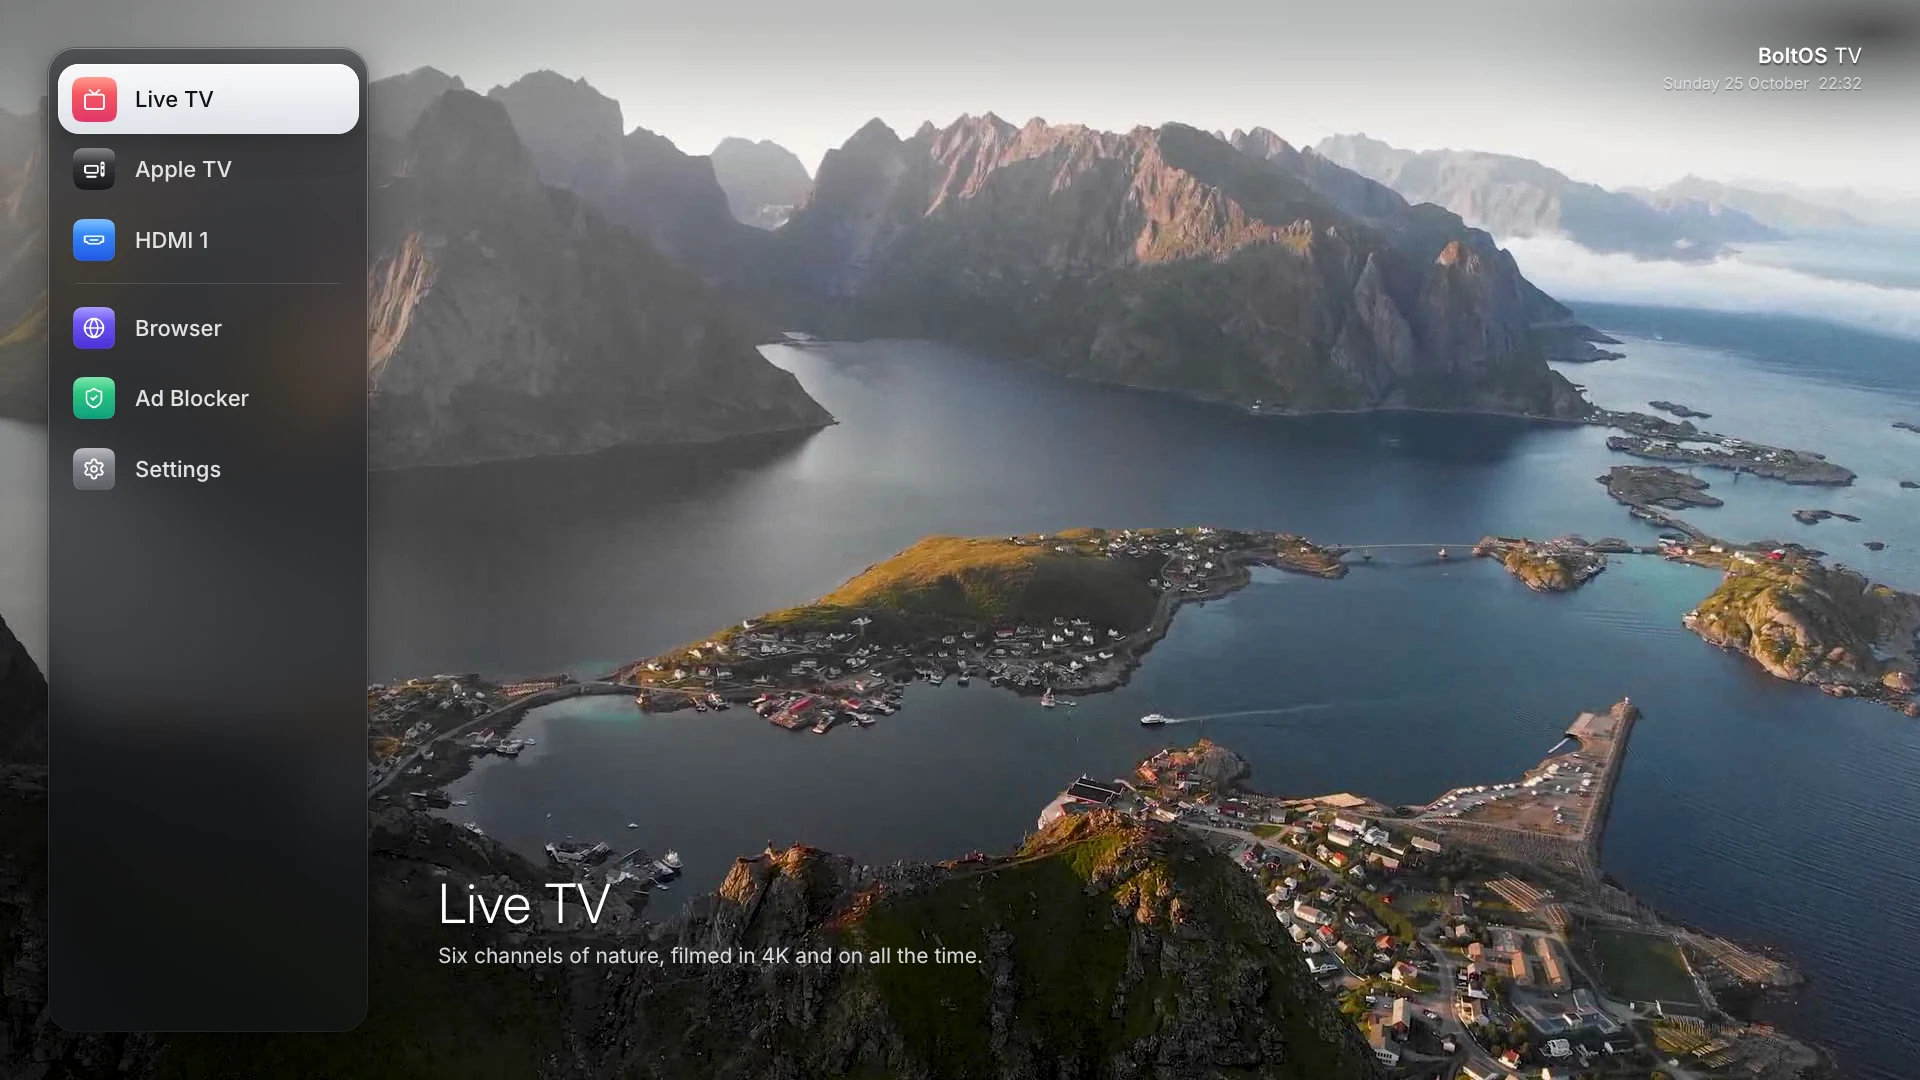 Live TV
Apple TV
HDMI 1
Browser
Ad Blocker
Settings
BoltOS TV
Sunday 25 October 22:32
Live TV
Six channels of nature, filmed in 4K and on all the time.